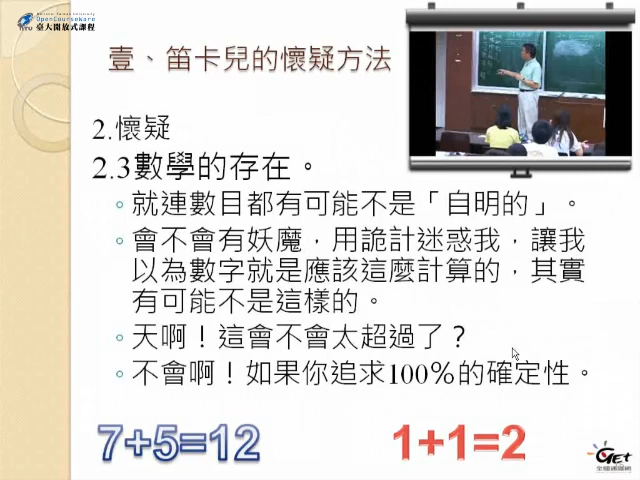 National Taiwan University
OpenCourseWare
臺大開放式課程
壹、笛卡兒的懷疑方法
2.懷疑
2.3數學的存在。
就連數目都有可能不是「自明的」。
會不會有妖魔，用詭計迷惑我，讓我
以為數字就是應該這麼計算的，其實
有可能不是這樣的。
天啊！這會不會太超過了？
不會啊！如果你追求100%的確定性。
7+5=12
1+1=2
GET